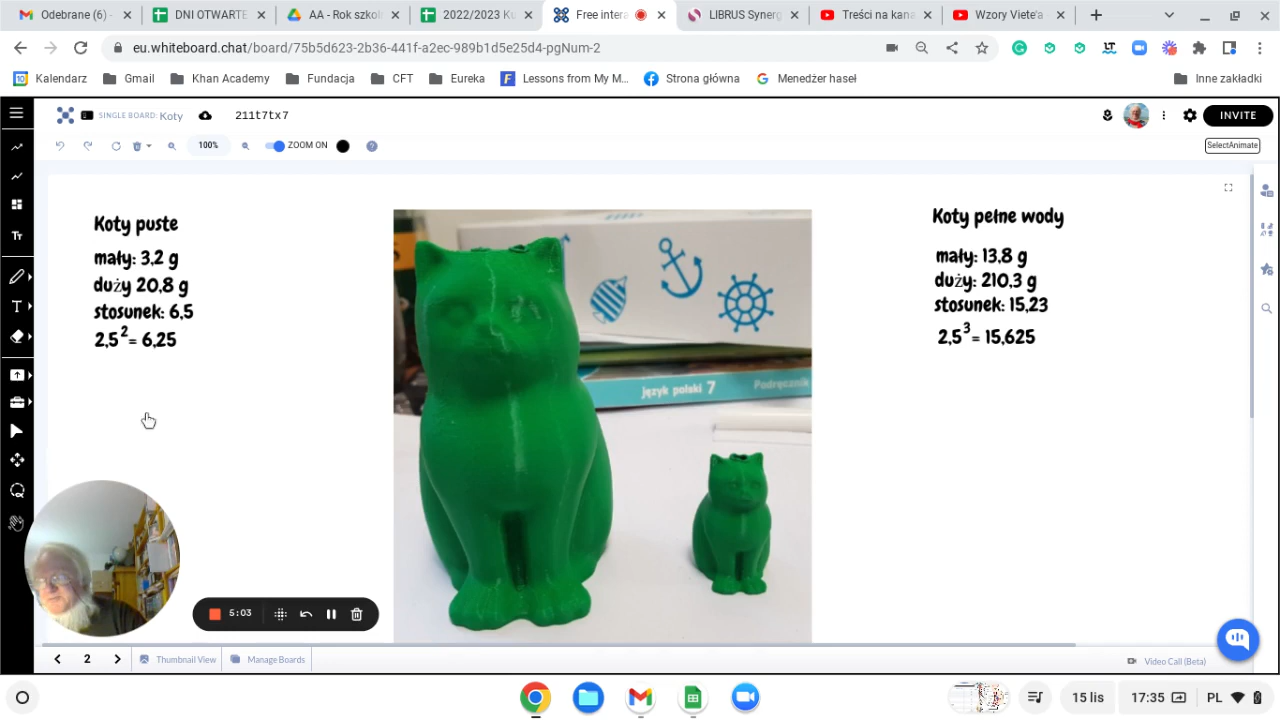 Odebrane -
DNI OTWARTE
AA - Rok szkol
2022/2023 Ku
Free intera
LIBRUS Synerg
Treści na kana
Wzory Viete'a
eu.whiteboard.chat/board/75b5d623-2b36-441f-a2ec-989b1d5e25d4-pgNum-2
Kalendarz
Gmail
Khan Academy
Fundacja
CFT
Eureka
Lessons from My M...
Strona główna
Menedżer haseł
Inne zakładki
SINGLE BOARD: Koty
211t7tx7
INVITE
100%
ZOOM ON
SelectAnimate
Koty puste
mały: 3,2 g
duży 20,8 g
stosunek: 6,5
2,5²= 6,25
język polski 7 Podręcznik
Koty pełne wody
mały: 13,8 g
duży: 210,3 g
stosunek: 15,23
2,5³= 15,625
5:03
2
Thumbnail View
Manage Boards
Video Call (Beta)
15 lis
17:35
PL